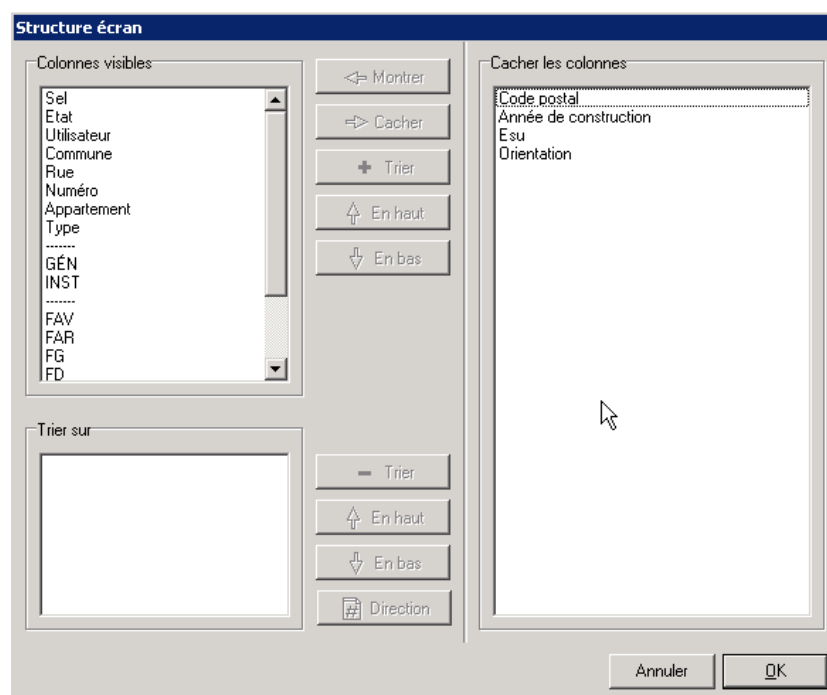 Structure écran
Colonnes visibles
Sel
Etat
Utilisateur
Commune
Rue
Numéro
Appartement
Type
-------
GÉN
INST
-------
FAV
FAR
FG
FD
Montrer
Cacher
Trier
En haut
En bas
Trier sur
Trier
En haut
En bas
Direction
Cacher les colonnes
Code postal
Année de construction
Esu
Orientation
Annuler
OK